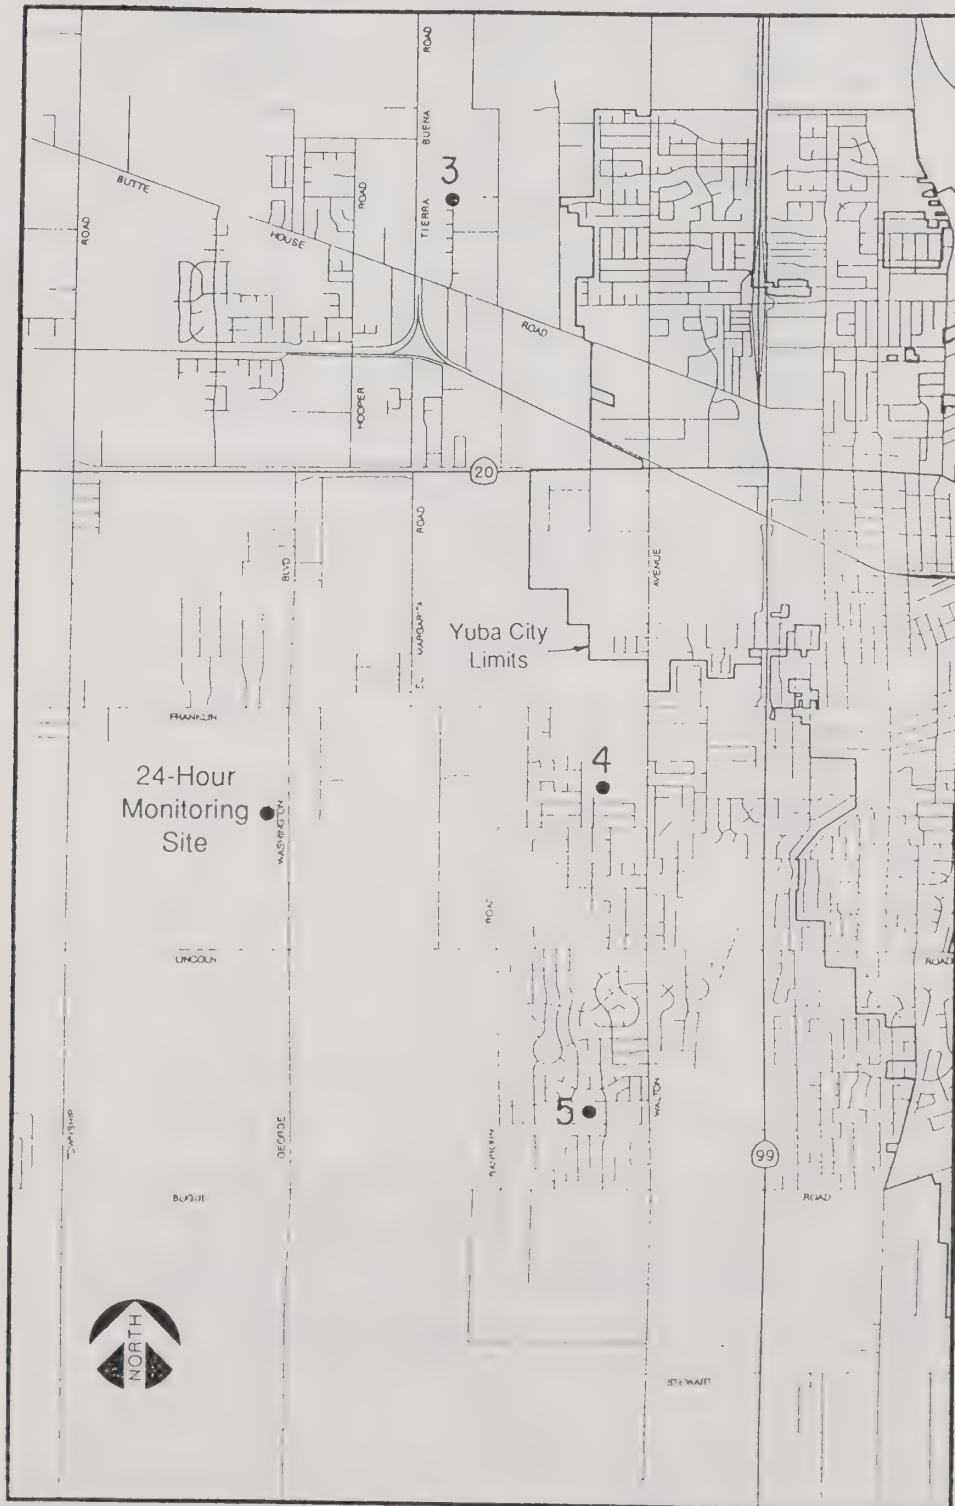 ROAD
BUENA
TIERRA
3
BUTTE
ROAD
ROAD
HOUSE
ROAD
HOOPER
20
ROAD
AVENUE
BLVD
Yuba City
Limits
FRANKLIN
4
24-Hour
Monitoring
Site
WASHINGTON
LINCOLN
ROAD
5
WALTON
TOWNSHIP
GEORGE
99
BOGUE
ROAD
NORTH
STEWART